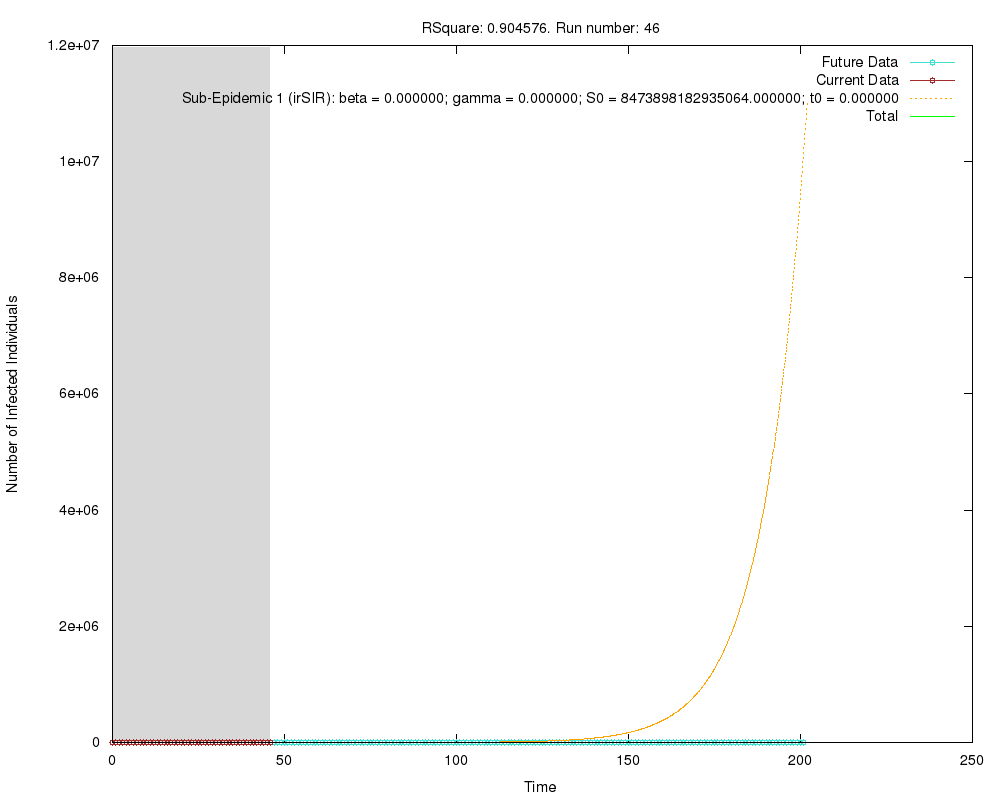 RSquare: 0.904576. Run number: 46
1.2e+07
Future Data
Current Data
Sub-Epidemic 1 (irSIR): beta = 0.000000; gamma = 0.000000; S0 = 8473898182935064.000000; t0 = 0.000000
Total
1e+07
8e+06
6e+06
4e+06
2e+06
0
Number of Infected Individuals
0 50 100 150 200 250
Time